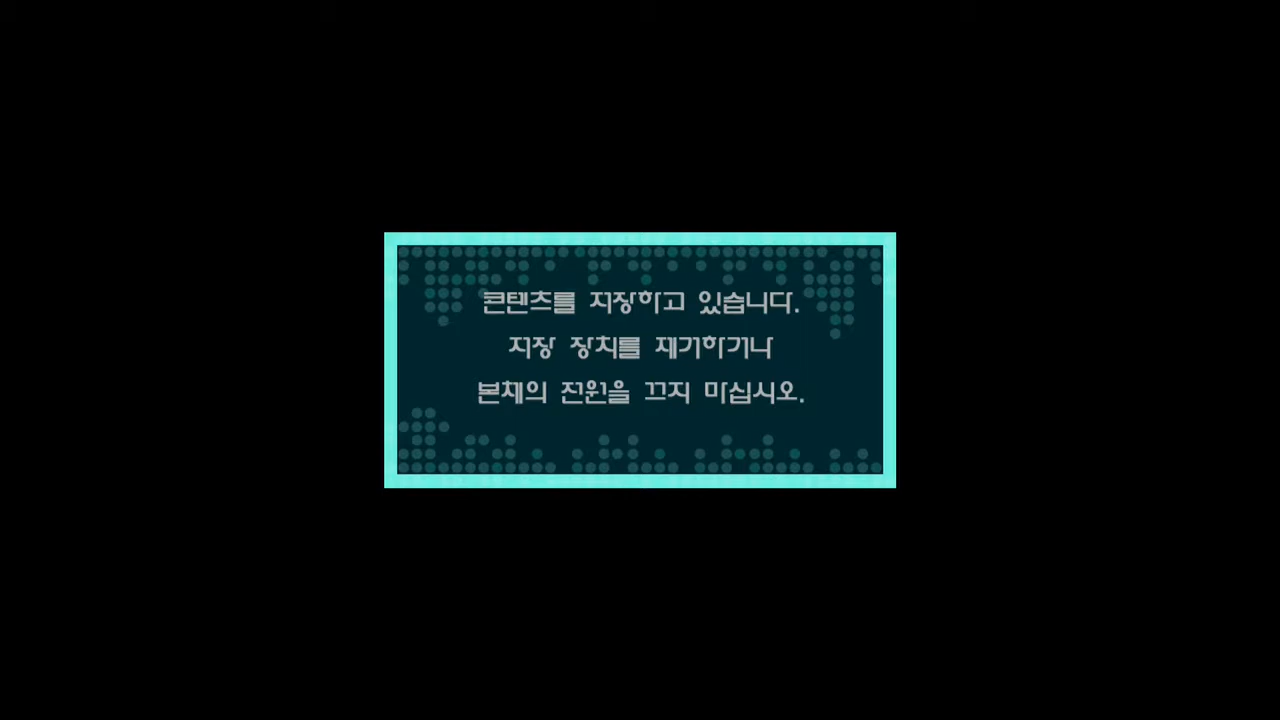 콘텐츠를 저장하고 있습니다.
저장 장치를 제거하거나
본체의 전원을 끄지 마십시오.